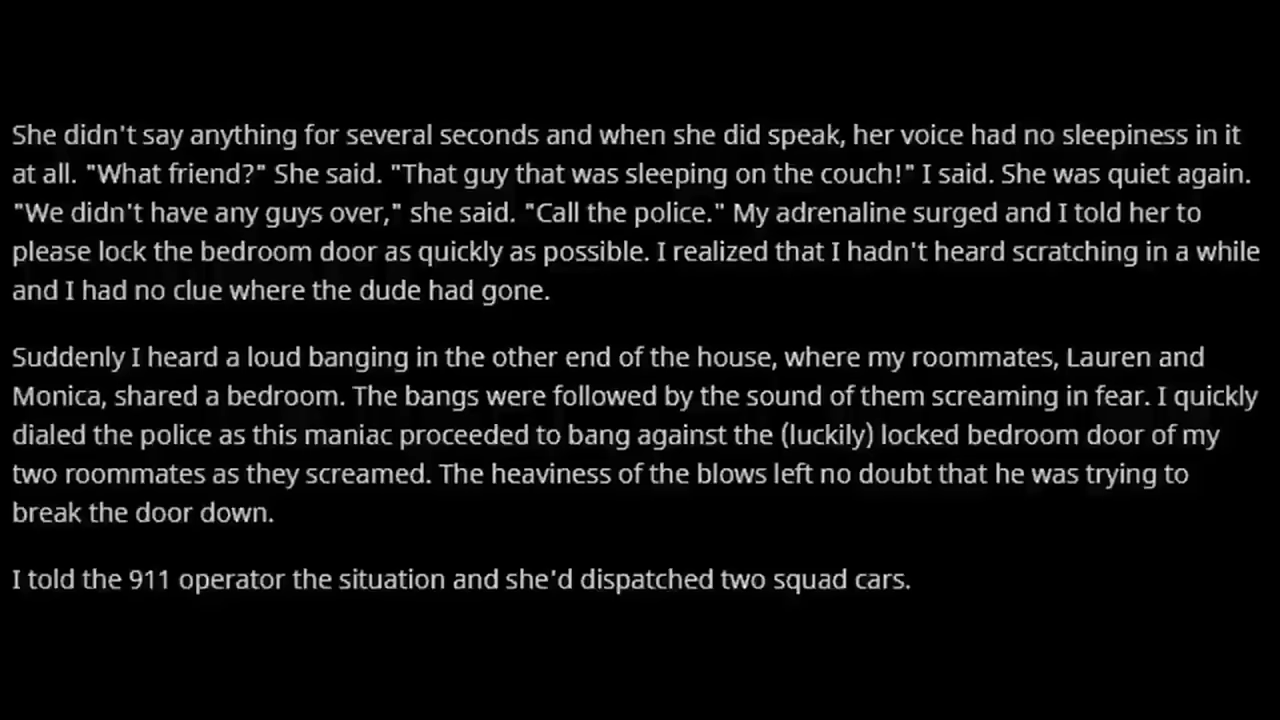 She didn't say anything for several seconds and when she did speak, her voice had no sleepiness in it
at all. "What friend?" She said. "That guy that was sleeping on the couch!" I said. She was quiet again.
"We didn't have any guys over," she said. "Call the police." My adrenaline surged and I told her to
please lock the bedroom door as quickly as possible. I realized that I hadn't heard scratching in a while
and I had no clue where the dude had gone.
Suddenly I heard a loud banging in the other end of the house, where my roommates, Lauren and
Monica, shared a bedroom. The bangs were followed by the sound of them screaming in fear. I quickly
dialed the police as this maniac proceeded to bang against the (luckily) locked bedroom door of my
two roommates as they screamed. The heaviness of the blows left no doubt that he was trying to
break the door down.
I told the 911 operator the situation and she'd dispatched two squad cars.